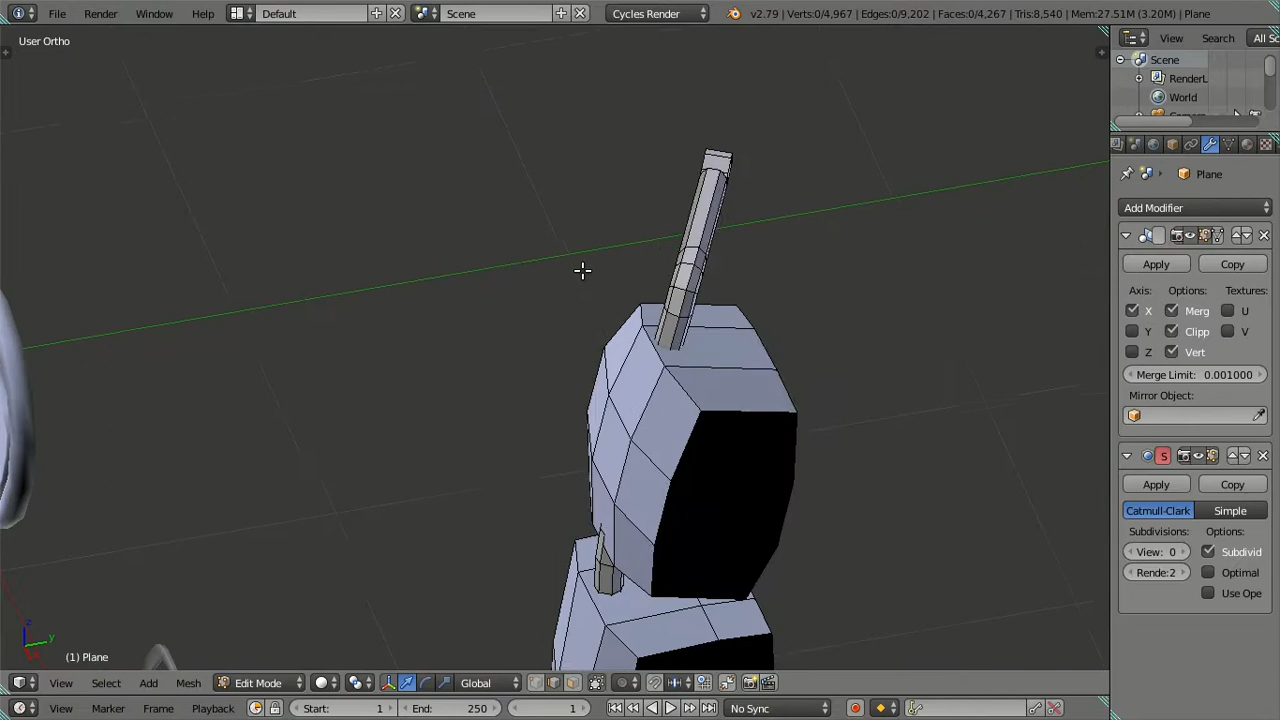 File Render Window Help Default Scene Cycles Render v2.79 | Verts:0/4,967 | Edges:0/9,202 | Faces:0/4,267 | Tris:8,540 | Mem:27.51M (3.20M) | Plane
User Ortho
View Search All Sc
Scene
RenderL
World
Plane
Add Modifier
Apply Copy
Axis: Options: Textures:
X Merg U
Y Clipp V
Z Vert
Merge Limit: 0.001000
Mirror Object:
S
Apply Copy
Catmull-Clark Simple
Subdivisions: Options:
View: 0 Subdivid
Rende:2 Optimal
Use Ope
z
y
(1) Plane
View Select Add Mesh Edit Mode Global
View Marker Frame Playback Start: 1 End: 250 1 No Sync